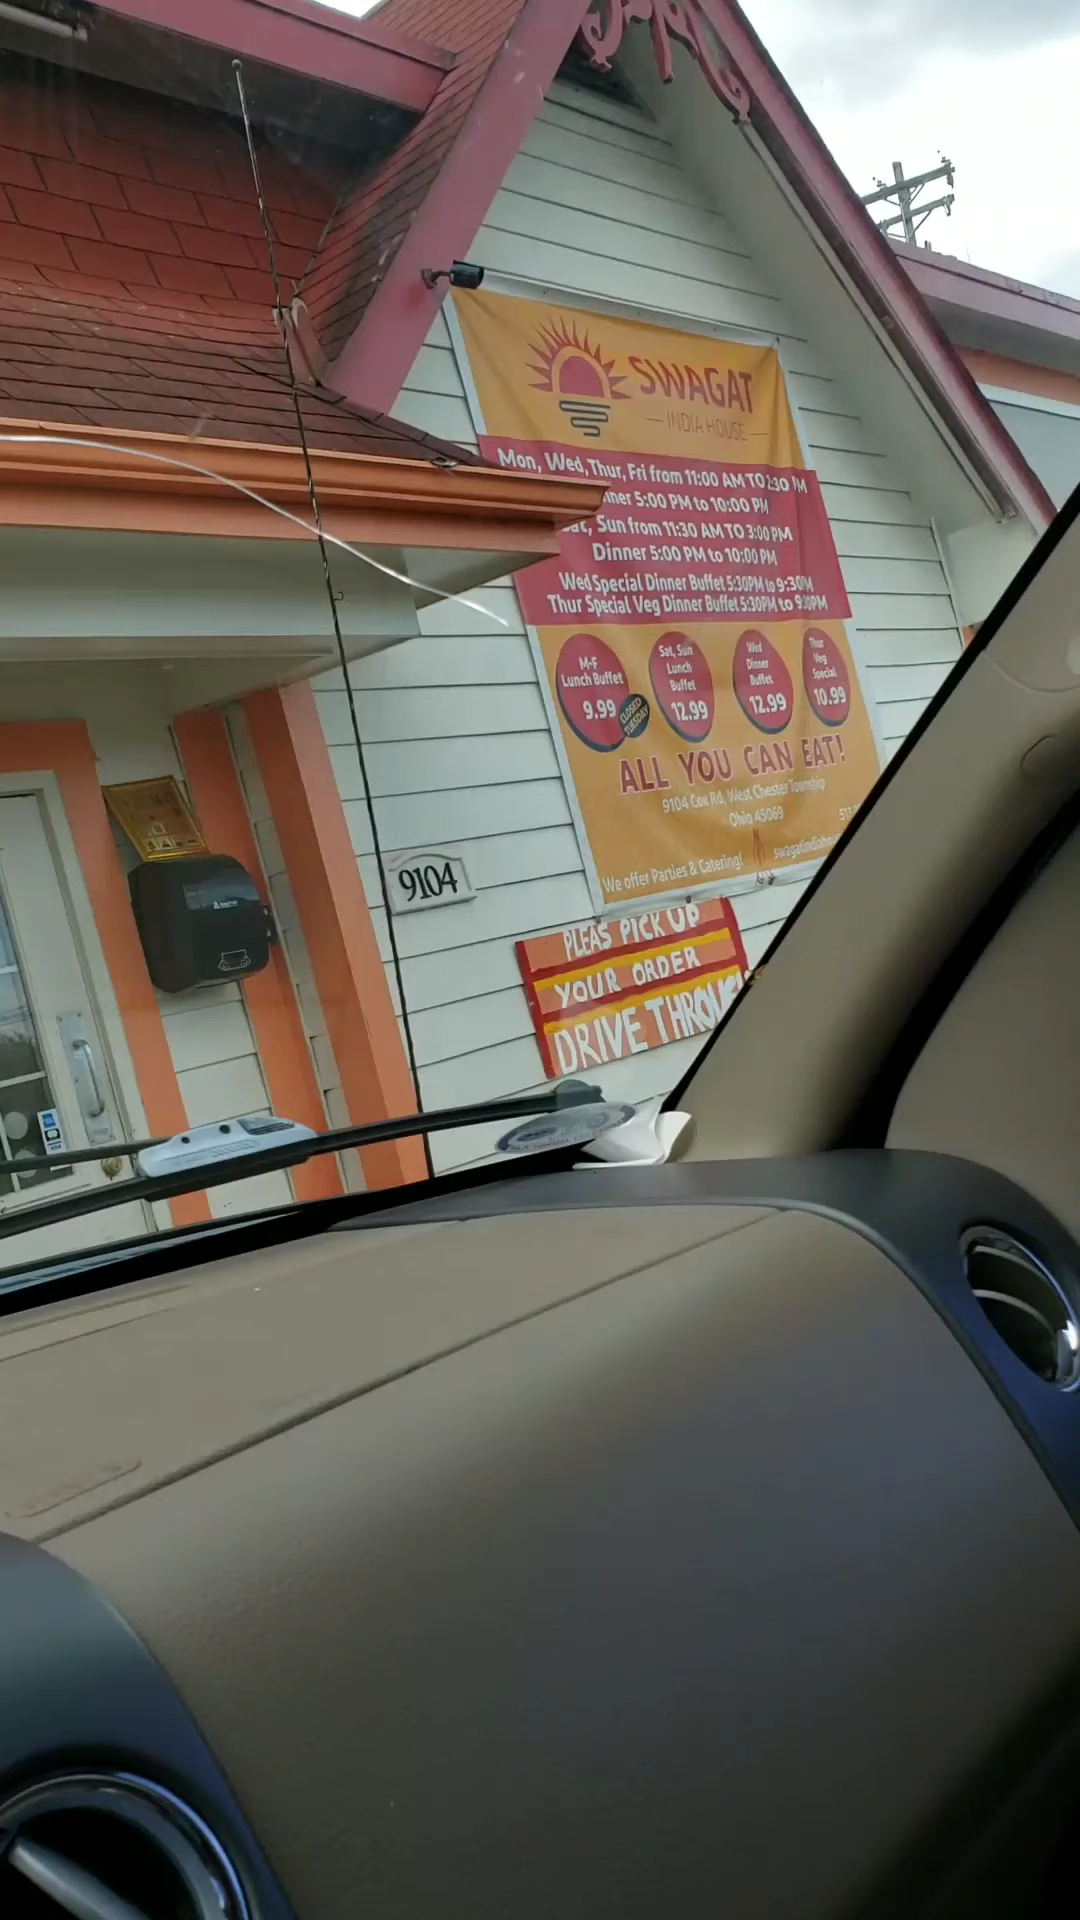 SWAGAT
INDIA HOUSE
Mon, Wed, Thur, Fri from 11:00 AM TO 2:30 PM
5:00 PM to 10:00 PM
Sun from 11:30 AM TO 3:00 PM
Dinner 5:00 PM to 10:00 PM
Wed Special Dinner Buffet 5:30PM to 9:30PM
Thur Special Veg Dinner Buffet 5:30PM to 9:30PM
M-F
Lunch Buffet
9.99
CLOSED
TUESDAY
Sat, Sun
Lunch
Buffet
12.99
Wed
Dinner
Buffet
12.99
Thur
Veg
Special
10.99
ALL YOU CAN EAT!
9104 Cox Rd, West Chester Township
Ohio 45069
We offer Parties & Catering!
9104
PLEAS PICK UP
YOUR ORDER
DRIVE THROUG